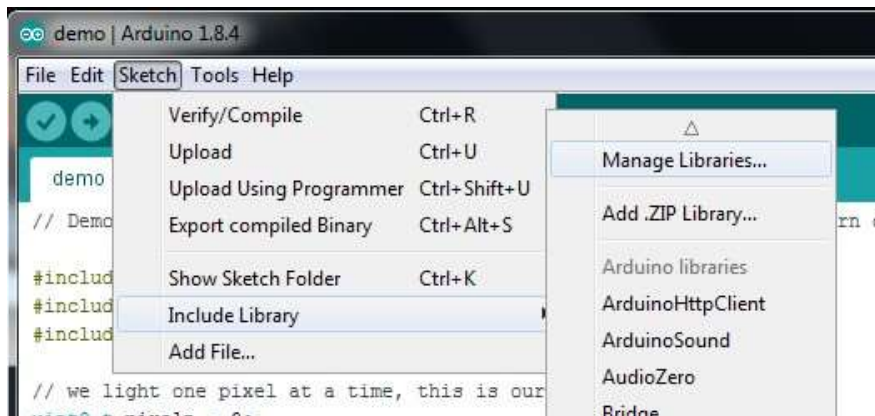 demo | Arduino 1.8.4
File Edit Sketch Tools Help
Verify/Compile Ctrl+R
Upload Ctrl+U
Upload Using Programmer Ctrl+Shift+U
Export compiled Binary Ctrl+Alt+S
Show Sketch Folder Ctrl+K
Include Library
Add File...
Manage Libraries...
Add .ZIP Library...
Arduino libraries
ArduinoHttpClient
ArduinoSound
AudioZero
Bridge
demo
// Demo
rn
#includ
#includ
#includ
// we light one pixel at a time, this is our